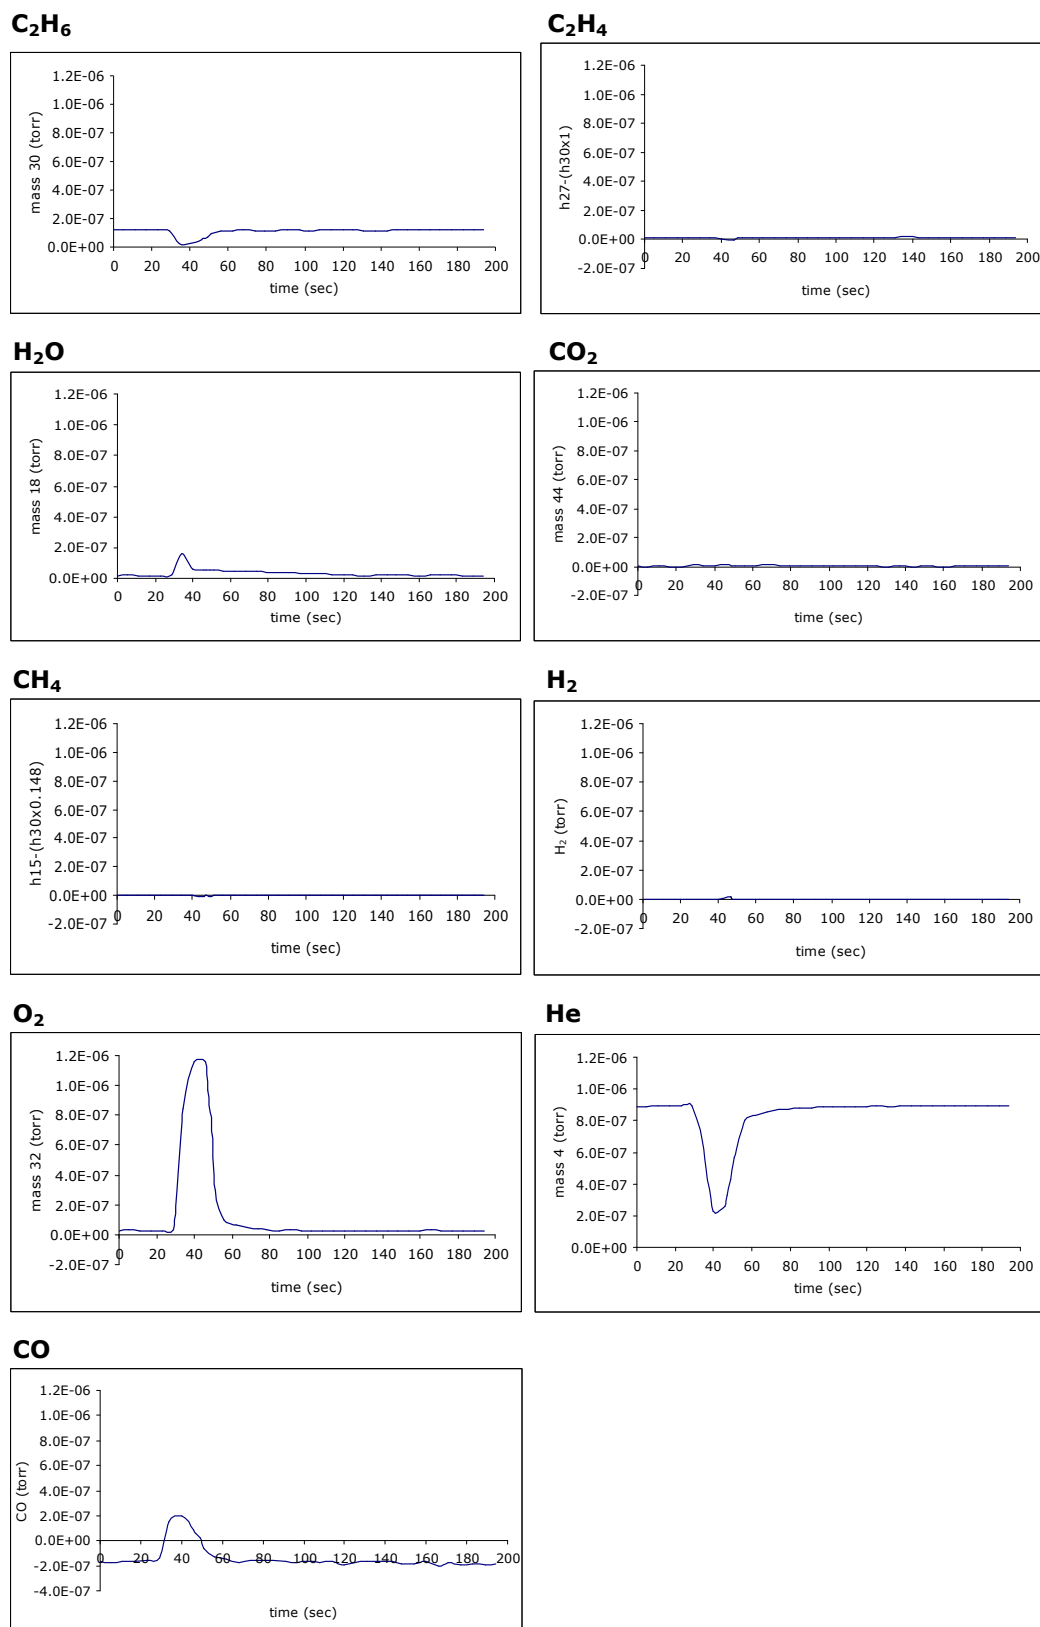 C₂H₆
1.2E-06
1.0E-06
8.0E-07
6.0E-07
4.0E-07
2.0E-07
0.0E+00
mass 30 (torr)
0 20 40 60 80 100 120 140 160 180 200
time (sec)
C₂H₄
1.2E-06
1.0E-06
8.0E-07
6.0E-07
4.0E-07
2.0E-07
0.0E+00
-2.0E-07
h27-(h30x1)
0 20 40 60 80 100 120 140 160 180 200
time (sec)
H₂O
1.2E-06
1.0E-06
8.0E-07
6.0E-07
4.0E-07
2.0E-07
0.0E+00
mass 18 (torr)
0 20 40 60 80 100 120 140 160 180 200
time (sec)
CO₂
1.2E-06
1.0E-06
8.0E-07
6.0E-07
4.0E-07
2.0E-07
0.0E+00
-2.0E-07
mass 44 (torr)
0 20 40 60 80 100 120 140 160 180 200
time (sec)
CH₄
1.2E-06
1.0E-06
8.0E-07
6.0E-07
4.0E-07
2.0E-07
0.0E+00
-2.0E-07
h15-(h30x0.148)
0 20 40 60 80 100 120 140 160 180 200
time (sec)
H₂
1.2E-06
1.0E-06
8.0E-07
6.0E-07
4.0E-07
2.0E-07
0.0E+00
-2.0E-07
H₂ (torr)
0 20 40 60 80 100 120 140 160 180 200
time (sec)
O₂
1.2E-06
1.0E-06
8.0E-07
6.0E-07
4.0E-07
2.0E-07
0.0E+00
-2.0E-07
mass 32 (torr)
0 20 40 60 80 100 120 140 160 180 200
time (sec)
He
1.2E-06
1.0E-06
8.0E-07
6.0E-07
4.0E-07
2.0E-07
0.0E+00
mass 4 (torr)
0 20 40 60 80 100 120 140 160 180 200
time (sec)
CO
1.2E-06
1.0E-06
8.0E-07
6.0E-07
4.0E-07
2.0E-07
0.0E+00
-2.0E-07
-4.0E-07
CO (torr)
0 20 40 60 80 100 120 140 160 180 200
time (sec)